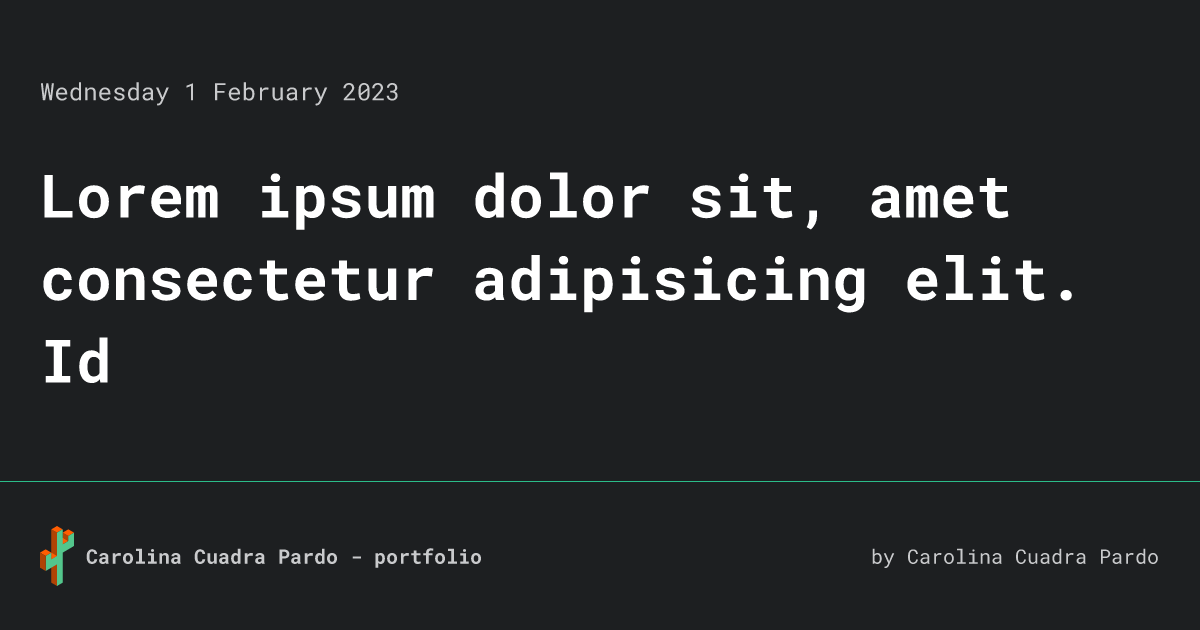 Wednesday 1 February 2023
Lorem ipsum dolor sit, amet
consectetur adipisicing elit.
Id
Carolina Cuadra Pardo - portfolio
by Carolina Cuadra Pardo